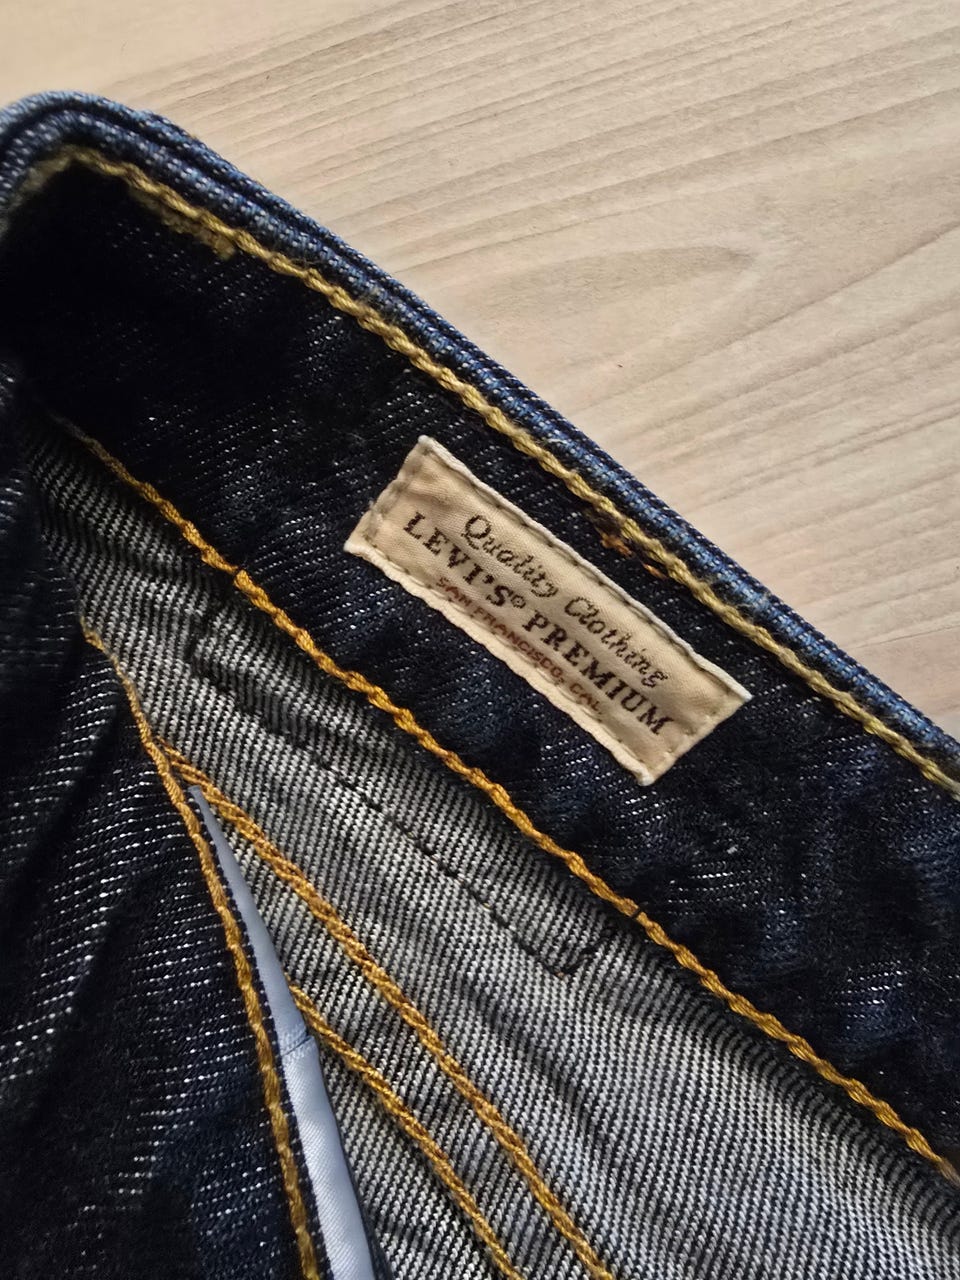 Quality Clothing
LEVI'S® PREMIUM
SAN FRANCISCO, CAL